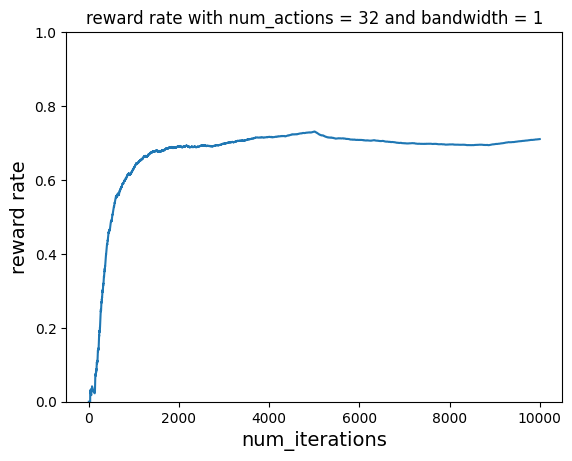 reward rate with num_actions = 32 and bandwidth = 1
1.0
0.8
0.6
0.4
0.2
0.0
reward rate
0 2000 4000 6000 8000 10000
num_iterations